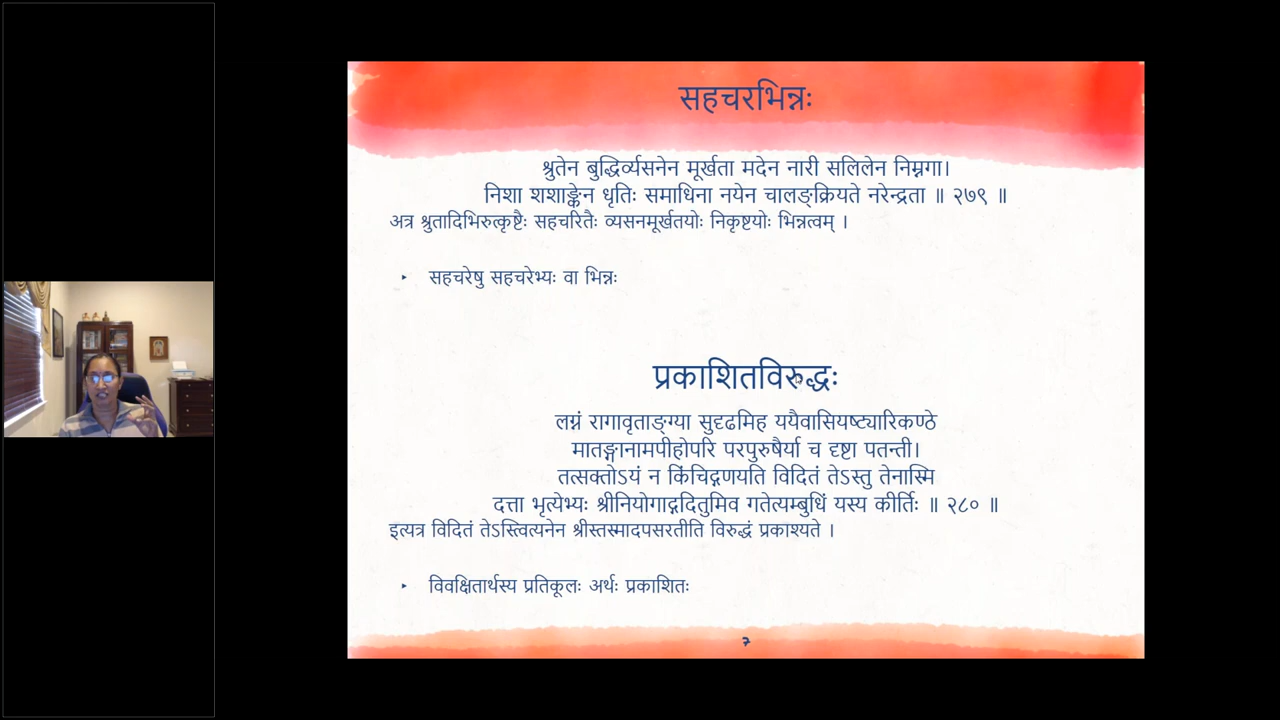 सहचरभिन्नः
श्रुतेन बुद्धिर्व्यसनेन मूर्खता मदेन नारी सलिलेन निम्नगा।
निशा शशाङ्केन धृतिः समाधिना नयेन चालङ्क्रियते नरेन्द्रता ॥ २७९ ॥
अत्र श्रुतादिभिरुत्कृष्टैः सहचरितैः व्यसनमूर्खतयोः निकृष्टयोः भिन्नत्वम् ।
‣ सहचरेषु सहचरेभ्यः वा भिन्नः
प्रकाशितविरुद्धः
लग्नं रागावृताङ्ग्या सुदृढमिह ययैवासियष्ट्यारिकण्ठे
मातङ्गानामपीहोपरि परपुरुषैर्या च दृष्टा पतन्ती।
तत्सक्तोऽयं न किंचिद्गणयति विदितं तेऽस्तु तेनास्मि
दत्ता भृत्येभ्यः श्रीनियोगाद्गदितुमिव गतेत्यम्बुधिं यस्य कीर्तिः ॥ २८० ॥
इत्यत्र विदितं तेऽस्त्वित्यनेन श्रीस्तस्मादपसरतीति विरुद्धं प्रकाश्यते ।
‣ विवक्षितार्थस्य प्रतिकूलः अर्थः प्रकाशितः
७